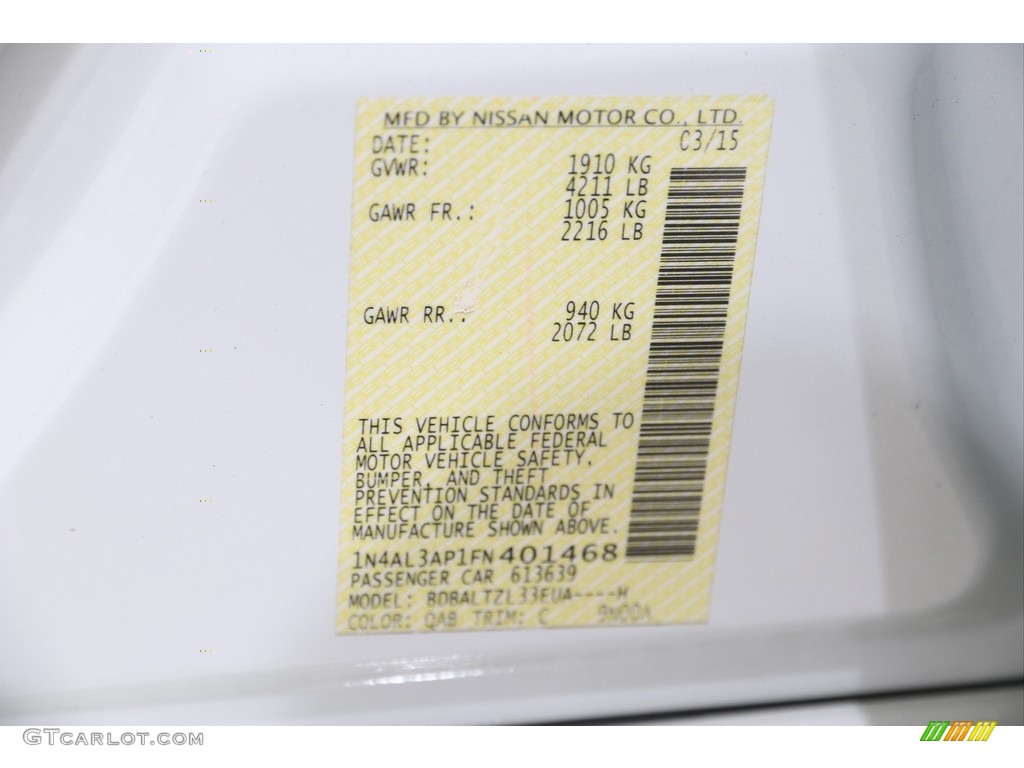 MFD BY NISSAN MOTOR CO., LTD.
DATE: 03/15
GVWR: 1910 KG
4211 LB
GAWR FR.: 1005 KG
2216 LB
GAWR RR.: 940 KG
2072 LB
THIS VEHICLE CONFORMS TO
ALL APPLICABLE FEDERAL
MOTOR VEHICLE SAFETY,
BUMPER, AND THEFT
PREVENTION STANDARDS IN
EFFECT ON THE DATE OF
MANUFACTURE SHOWN ABOVE.
1N4AL3AP1FN401468
PASSENGER CAR 613639
MODEL: BDBALTZL33EUA----H
COLOR: QAB TRIM: C 9N00A
GTCARLOT.COM